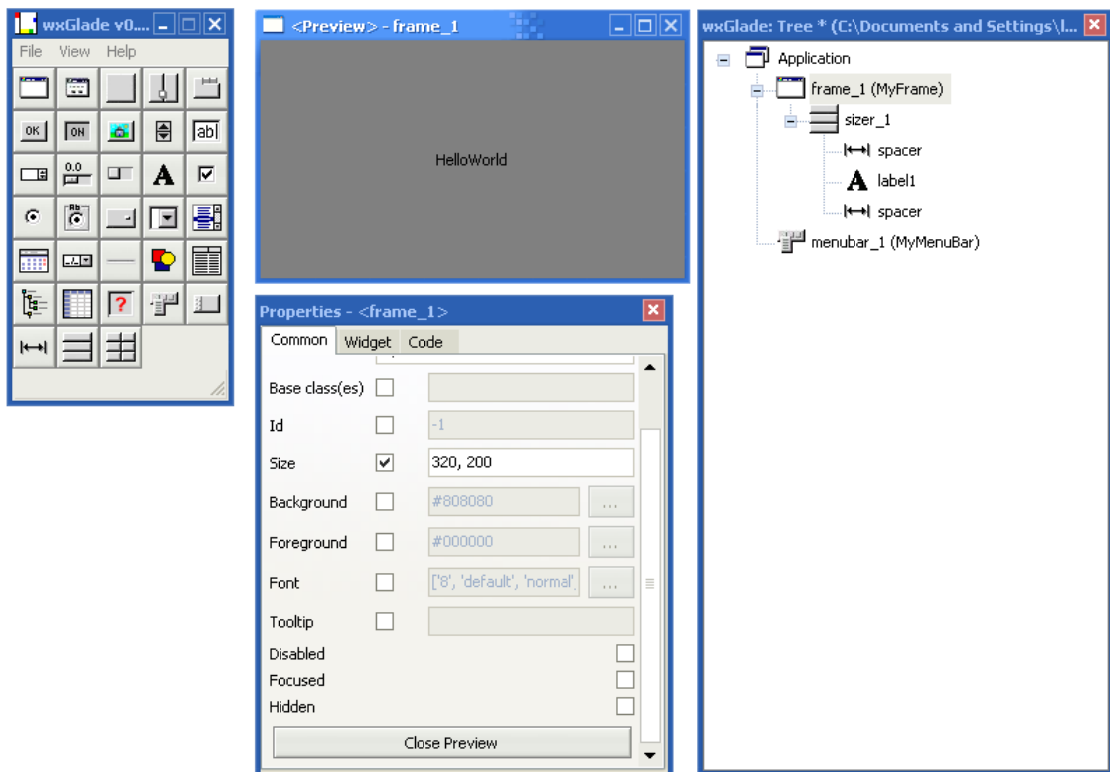 wxGlade v0....
File View Help
OK
ON
ab|
0.0
A
Rb
?
<Preview> - frame_1
HelloWorld
Properties - <frame_1>
Common Widget Code
Base class(es)
Id -1
Size 320, 200
Background #808080 ...
Foreground #000000 ...
Font ['8', 'default', 'normal', ...
Tooltip
Disabled
Focused
Hidden
Close Preview
wxGlade: Tree * (C:\Documents and Settings\l...
Application
frame_1 (MyFrame)
sizer_1
spacer
A label1
spacer
menubar_1 (MyMenuBar)